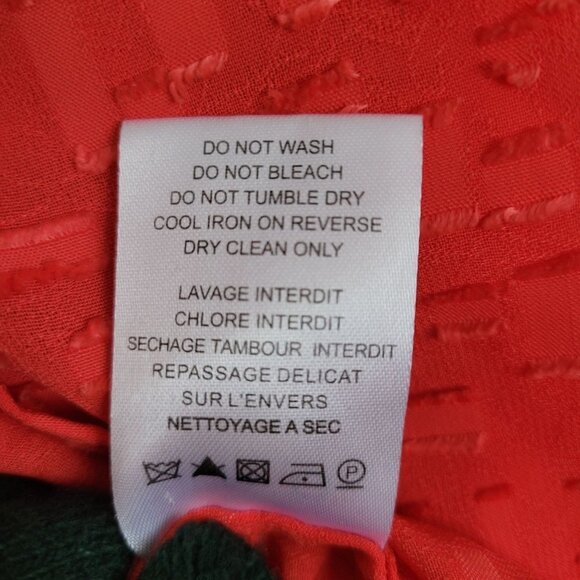 DO NOT WASH
DO NOT BLEACH
DO NOT TUMBLE DRY
COOL IRON ON REVERSE
DRY CLEAN ONLY
LAVAGE INTERDIT
CHLORE INTERDIT
SECHAGE TAMBOUR INTERDIT
REPASSAGE DELICAT
SUR L'ENVERS
NETTOYAGE A SEC
P